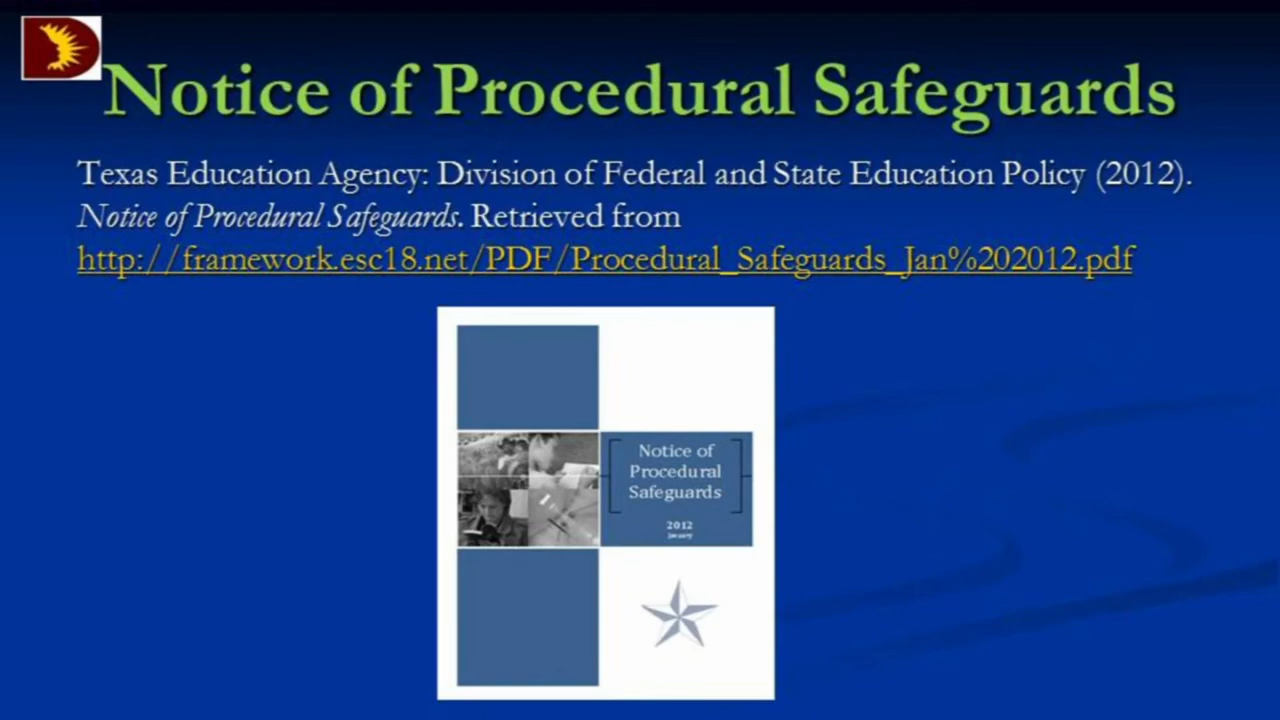 Notice of Procedural Safeguards
Texas Education Agency: Division of Federal and State Education Policy (2012).
Notice of Procedural Safeguards. Retrieved from
http://framework.esc18.net/PDF/Procedural_Safeguards_Jan%202012.pdf
Notice of
Procedural
Safeguards
2012
January